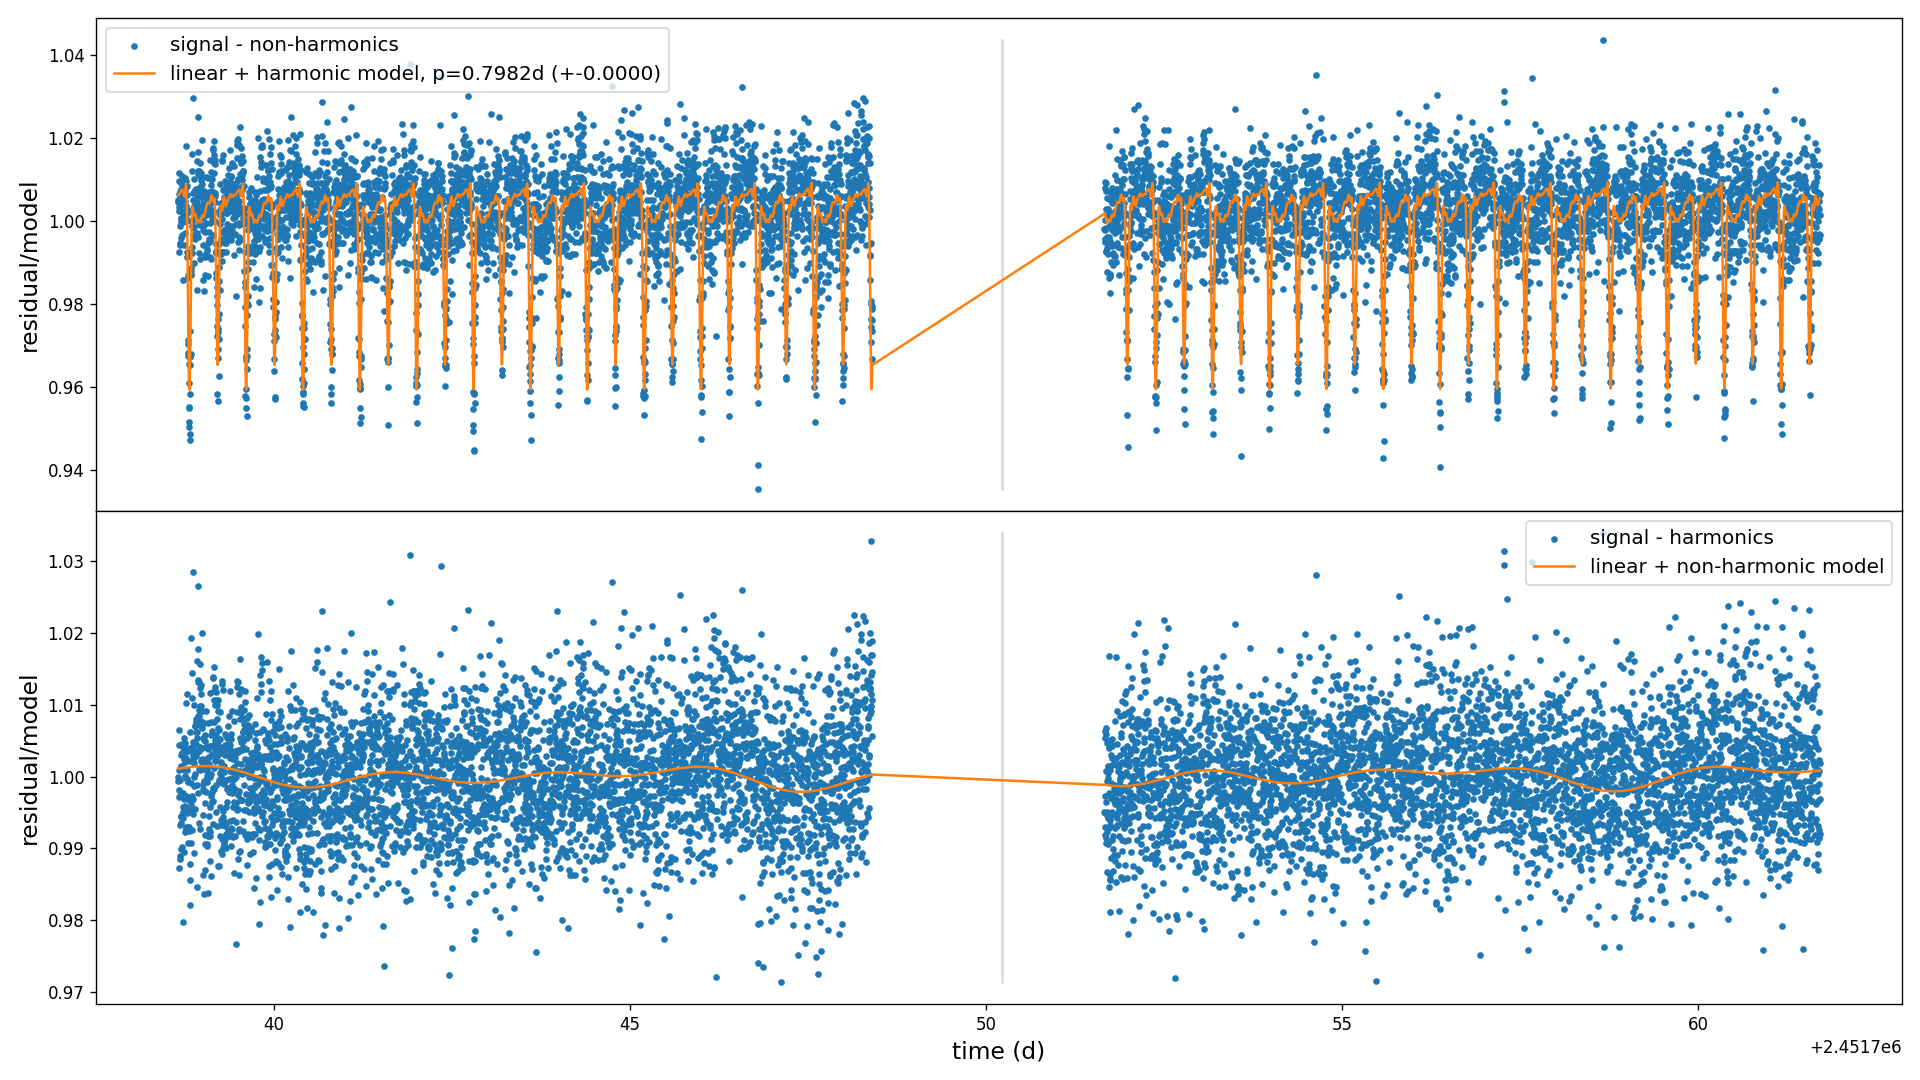 signal - non-harmonics
linear + harmonic model, p=0.7982d (+-0.0000)
1.04
1.02
1.00
0.98
0.96
0.94
residual/model
signal - harmonics
linear + non-harmonic model
1.03
1.02
1.01
1.00
0.99
0.98
0.97
residual/model
40
45
50
55
60
time (d)
+2.4517e6